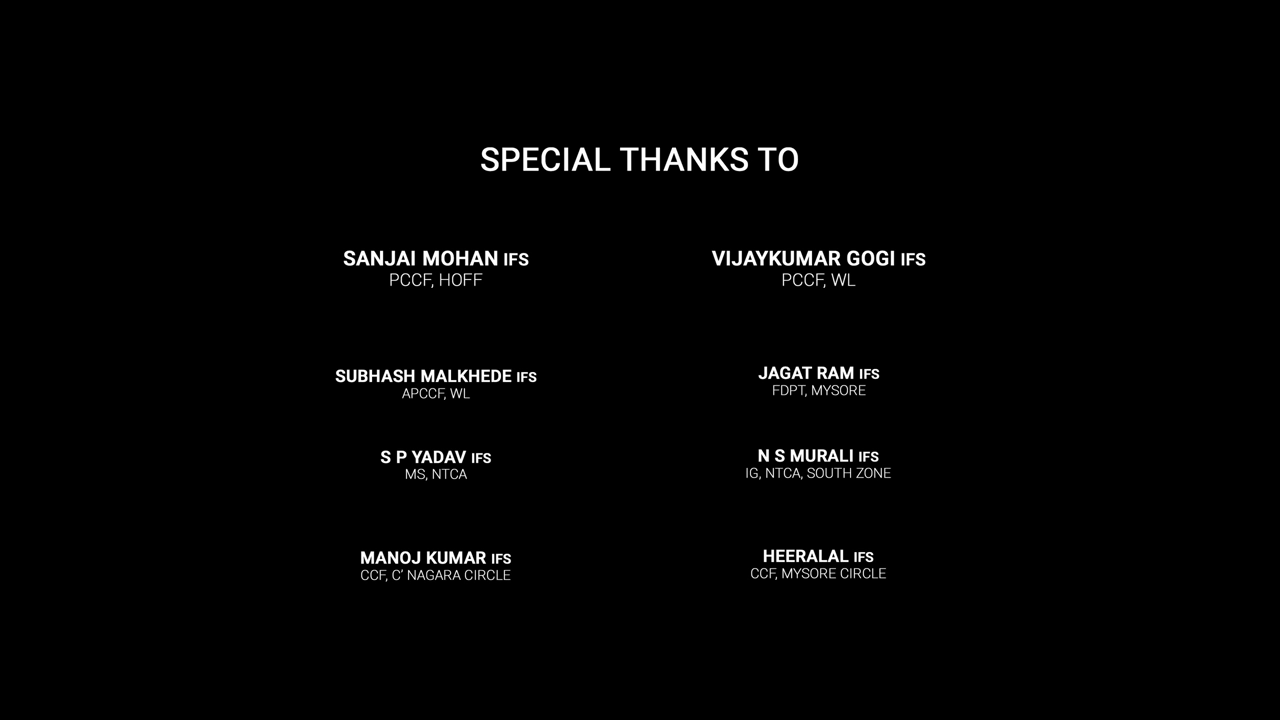 SPECIAL THANKS TO
SANJAI MOHAN IFS
PCCF, HOFF
VIJAYKUMAR GOGI IFS
PCCF, WL
SUBHASH MALKHEDE IFS
APCCF, WL
JAGAT RAM IFS
FDPT, MYSORE
S P YADAV IFS
MS, NTCA
N S MURALI IFS
IG, NTCA, SOUTH ZONE
MANOJ KUMAR IFS
CCF, C’ NAGARA CIRCLE
HEERALAL IFS
CCF, MYSORE CIRCLE